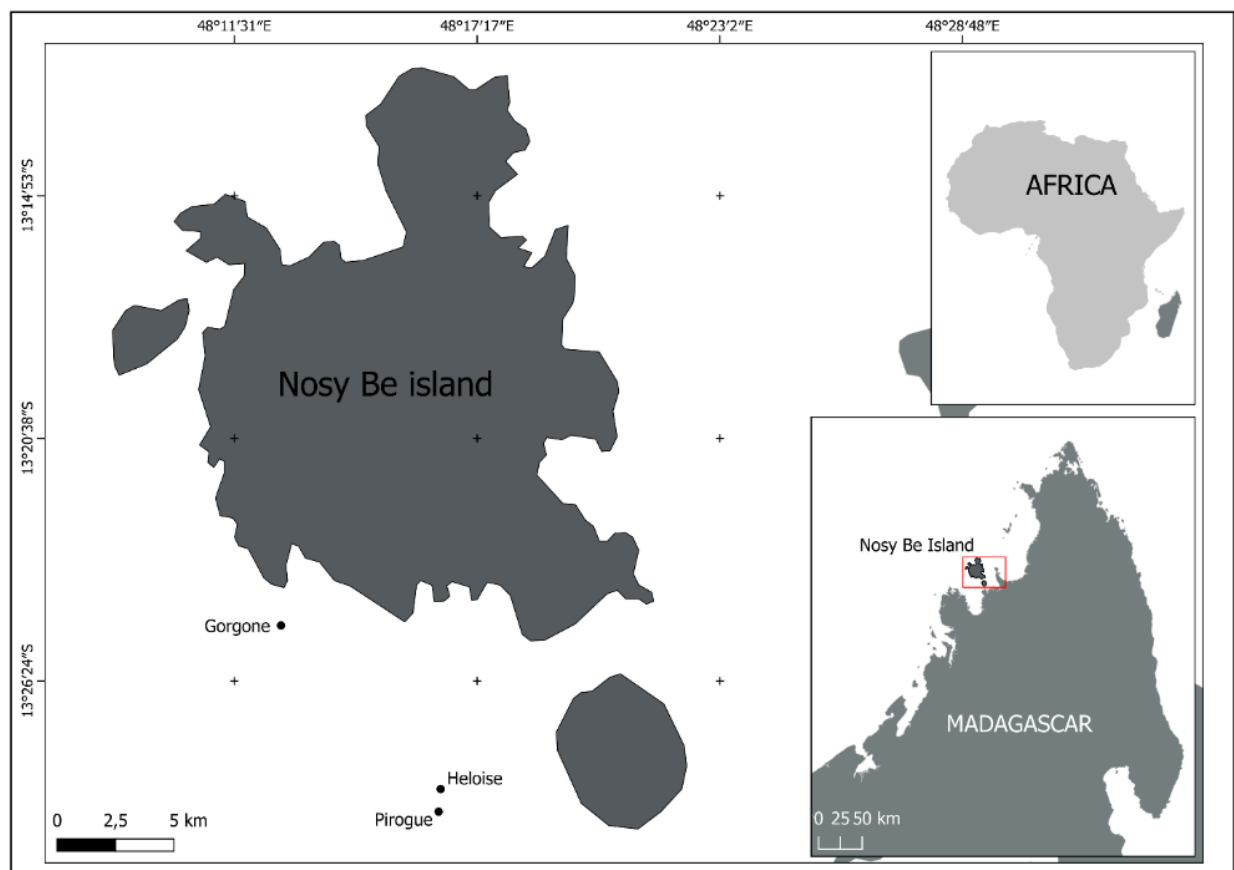 48°11′31″E 48°17′17″E 48°23′2″E 48°28′48″E
13°14′53″S
13°20′38″S
13°26′24″S
AFRICA
Nosy Be island
Nosy Be Island
MADAGASCAR
0 25 50 km
Gorgone
Heloise
Pirogue
0 2,5 5 km